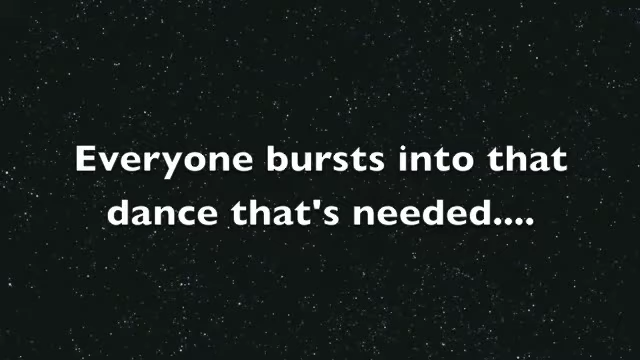 Everyone bursts into that
dance that's needed....